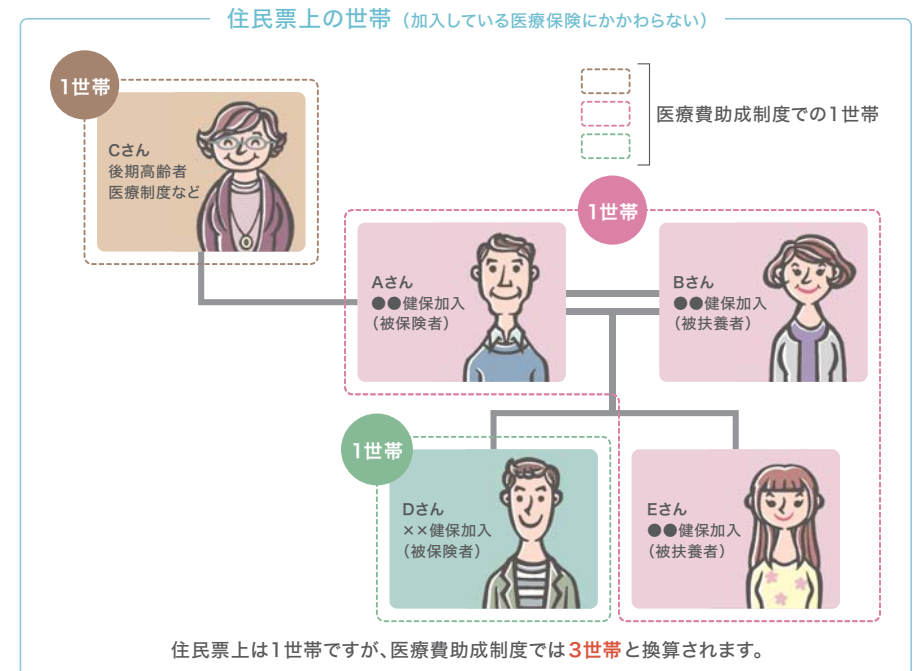 住民票上の世帯（加入している医療保険にかかわらない）
1世帯
Cさん
後期高齢者
医療制度など
医療費助成制度での1世帯
1世帯
Aさん
●●健保加入
（被保険者）
Bさん
●●健保加入
（被扶養者）
1世帯
Dさん
××健保加入
（被保険者）
Eさん
●●健保加入
（被扶養者）
住民票上は1世帯ですが、医療費助成制度では3世帯と換算されます。